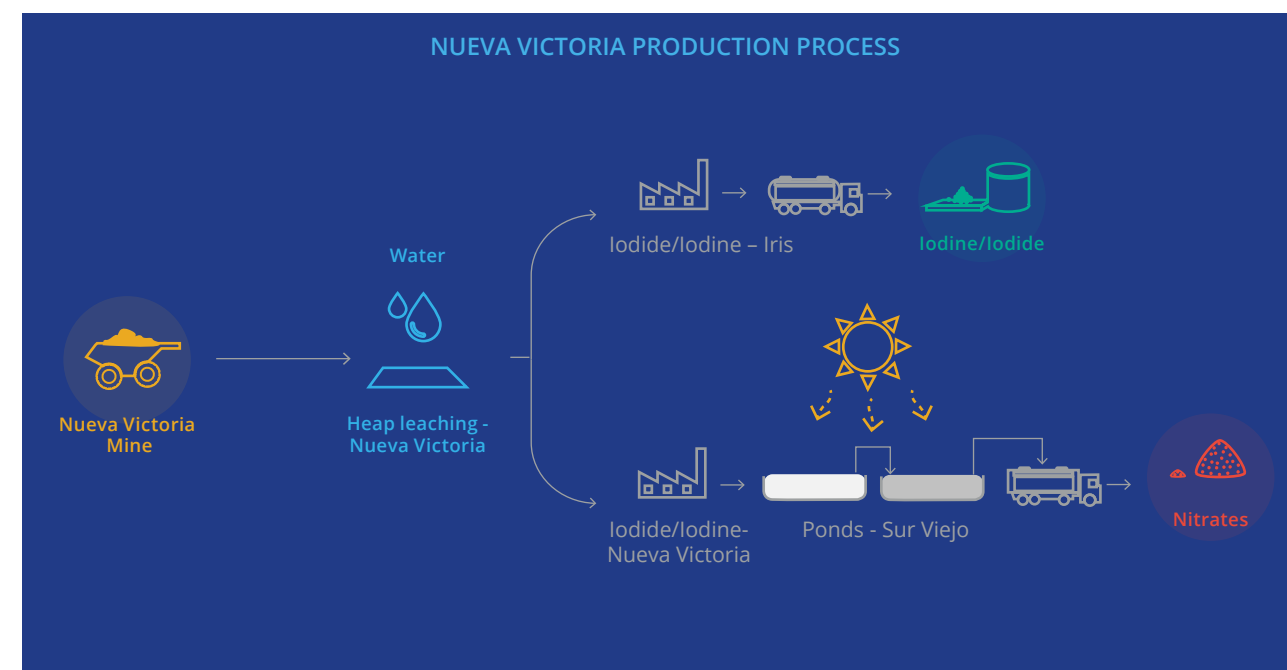 NUEVA VICTORIA PRODUCTION PROCESS
Iodide/Iodine – Iris
Iodine/Iodide
Water
Nueva Victoria
Mine
Heap leaching -
Nueva Victoria
Iodide/Iodine-
Nueva Victoria
Ponds - Sur Viejo
Nitrates